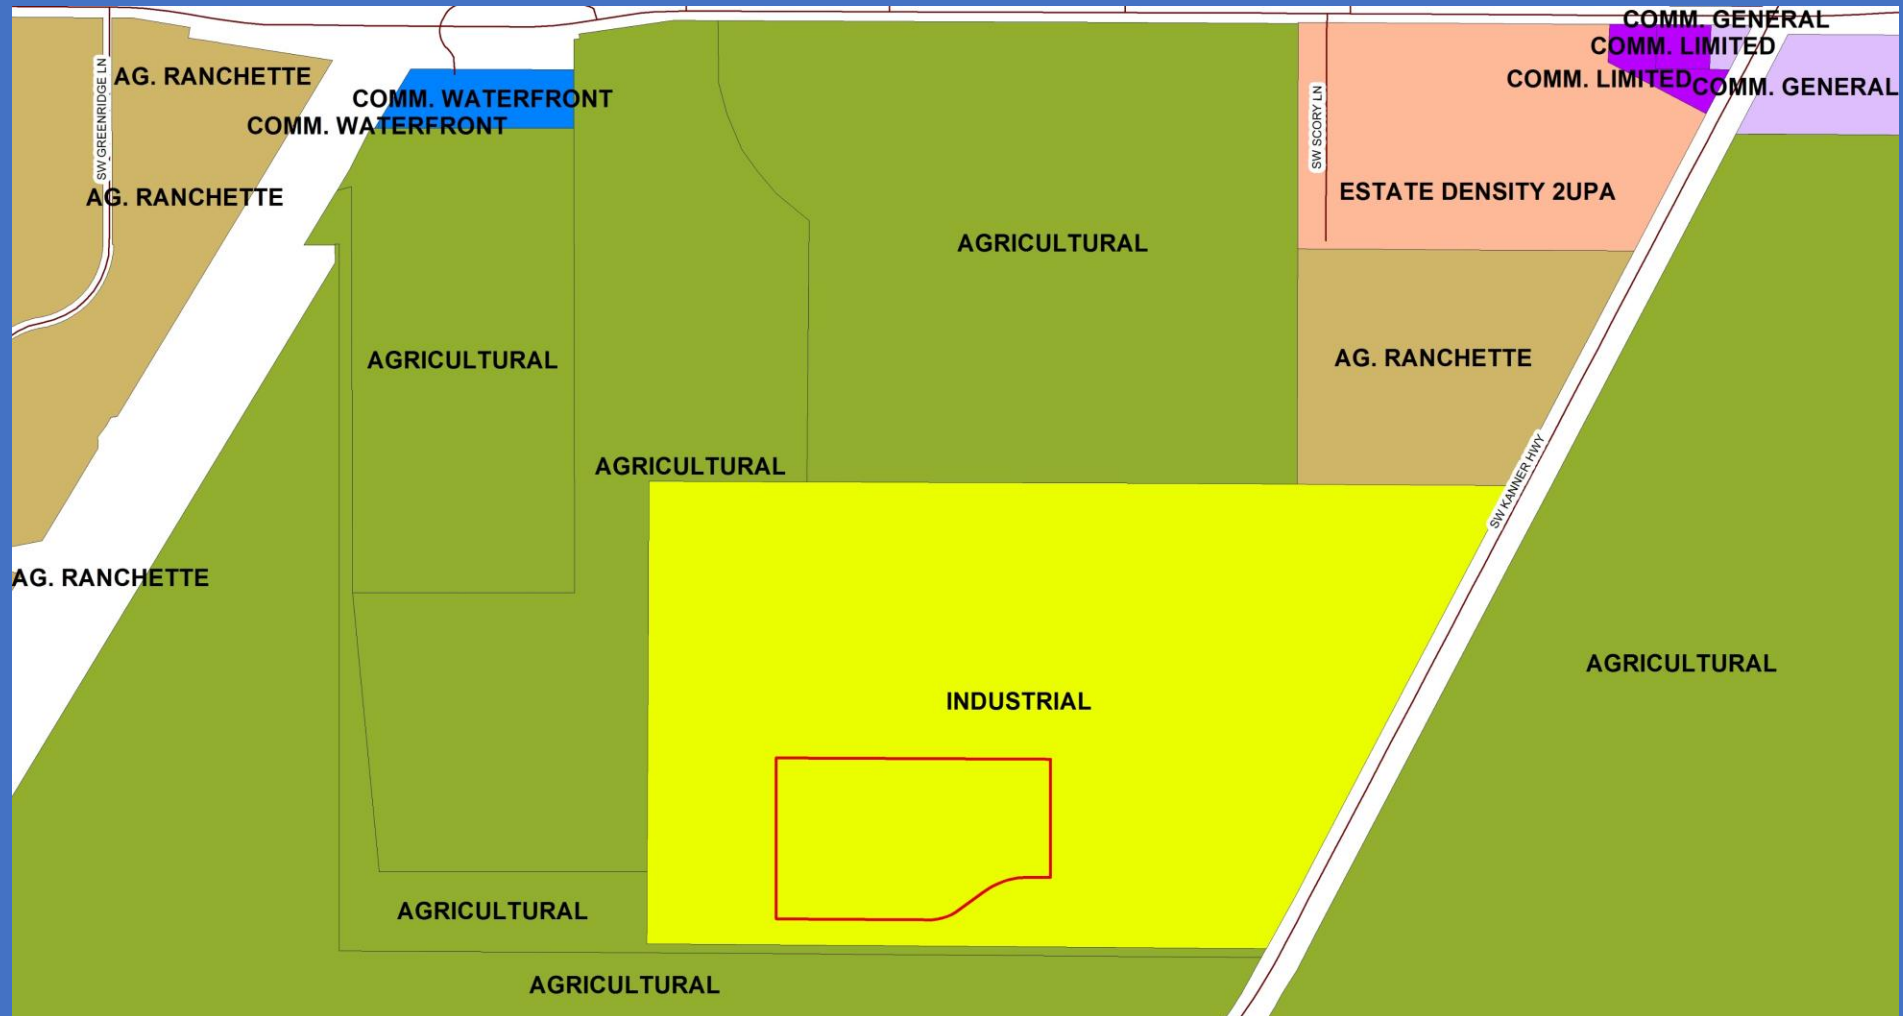 COMM. GENERAL
COMM. LIMITED
AG. RANCHETTE
COMM. LIMITED
COMM. GENERAL
COMM. WATERFRONT
COMM. WATERFRONT
SW GREENRIDGE LN
SW SCORY LN
ESTATE DENSITY 2UPA
AG. RANCHETTE
AGRICULTURAL
AGRICULTURAL
AG. RANCHETTE
AGRICULTURAL
SW KANNER HWY
AG. RANCHETTE
AGRICULTURAL
INDUSTRIAL
AGRICULTURAL
AGRICULTURAL